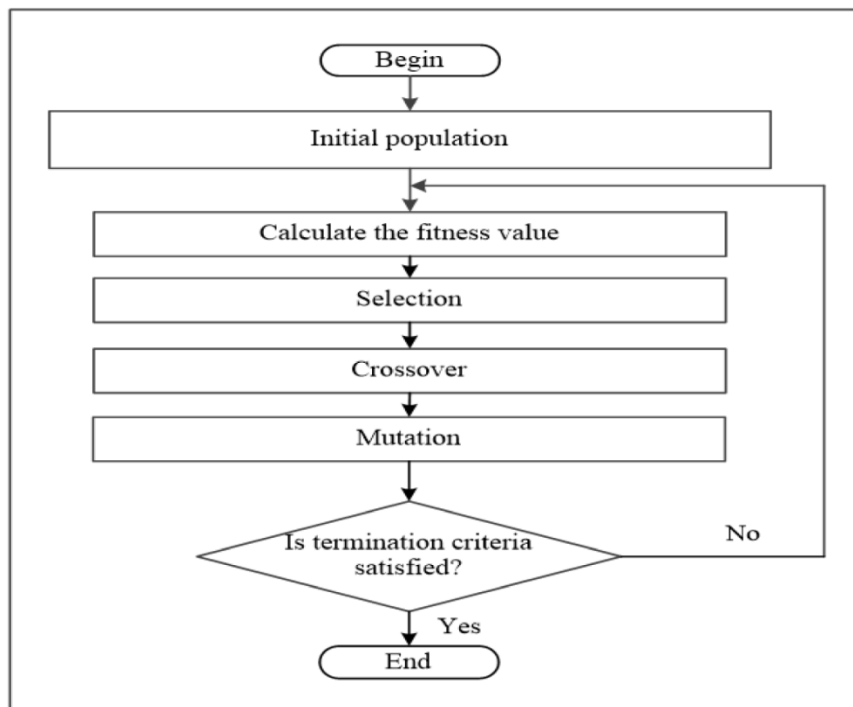 Begin
Initial population
Calculate the fitness value
Selection
Crossover
Mutation
Is termination criteria
satisfied?
No
Yes
End